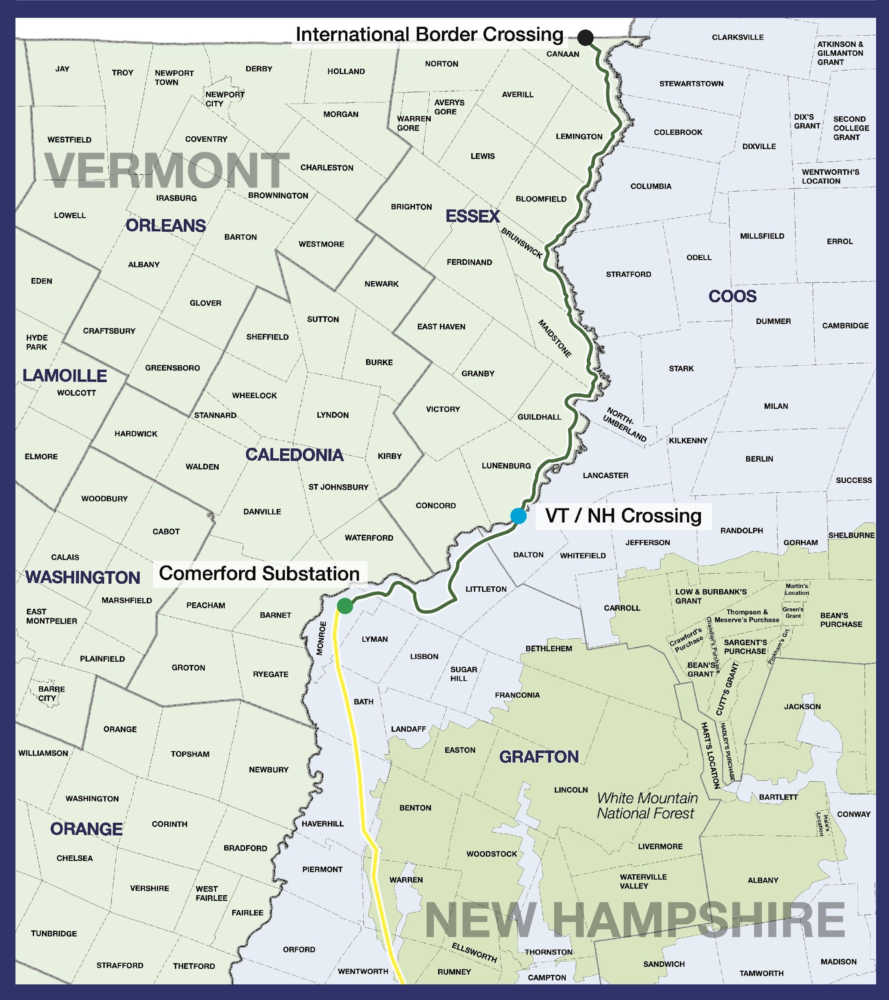 International Border Crossing
CLARKSVILLE
ATKINSON &
GILMANTON
GRANT
CANAAN
JAY
TROY
NEWPORT
TOWN
DERBY
HOLLAND
NORTON
STEWARTSTOWN
NEWPORT
CITY
AVERILL
AVERYS
GORE
MORGAN
WARREN
GORE
DIX'S
GRANT
SECOND
COLLEGE
GRANT
WESTFIELD
COVENTRY
LEMINGTON
COLEBROOK
DIXVILLE
VERMONT
LEWIS
CHARLESTON
WENTWORTH'S
LOCATION
COLUMBIA
IRASBURG
BROWNINGTON
BLOOMFIELD
BRIGHTON
LOWELL
ORLEANS
ESSEX
BARTON
WESTMORE
BRUNSWICK
MILLSFIELD
ERROL
ALBANY
FERDINAND
ODELL
STRATFORD
EDEN
NEWARK
COOS
GLOVER
SUTTON
EAST HAVEN
MAIDSTONE
DUMMER
CAMBRIDGE
CRAFTSBURY
SHEFFIELD
HYDE
PARK
GREENSBORO
BURKE
GRANBY
STARK
LAMOILLE
WOLCOTT
WHEELOCK
STANNARD
LYNDON
VICTORY
GUILDHALL
NORTH-
UMBERLAND
MILAN
HARDWICK
KILKENNY
ELMORE
CALEDONIA
KIRBY
WALDEN
LUNENBURG
BERLIN
LANCASTER
SUCCESS
ST JOHNSBURY
WOODBURY
CONCORD
DANVILLE
VT / NH Crossing
CABOT
WATERFORD
RANDOLPH
SHELBURNE
JEFFERSON
GORHAM
CALAIS
DALTON
WHITEFIELD
WASHINGTON
Comerford Substation
LITTLETON
Martin's
Location
LOW & BURBANK'S
GRANT
MARSHFIELD
PEACHAM
BARNET
CARROLL
Green's
Grant
Thompson &
Meserve's Purchase
BEAN'S
PURCHASE
EAST
MONTPELIER
MONROE
LYMAN
Crawford's
Purchase
Chandler's Purchase
SARGENT'S
PURCHASE
Pinkham's Grt.
BETHLEHEM
PLAINFIELD
LISBON
GROTON
RYEGATE
SUGAR
HILL
BEAN'S
GRANT
CUTT'S GRANT
BARRE
CITY
BATH
FRANCONIA
JACKSON
ORANGE
LANDAFF
HART'S LOCATION
HADLEY'S PURCHASE
WILLIAMSON
TOPSHAM
EASTON
GRAFTON
NEWBURY
WASHINGTON
LINCOLN
White Mountain
National Forest
BARTLETT
BENTON
CONWAY
Hale's
Location
ORANGE
CORINTH
HAVERHILL
BRADFORD
WOODSTOCK
LIVERMORE
CHELSEA
PIERMONT
WARREN
WATERVILLE
VALLEY
ALBANY
VERSHIRE
WEST
FAIRLEE
NEW HAMPSHIRE
FAIRLEE
TUNBRIDGE
ORFORD
ELLSWORTH
THORNSTON
STRAFFORD
THETFORD
WENTWORTH
RUMNEY
CAMPTON
SANDWICH
TAMWORTH
MADISON